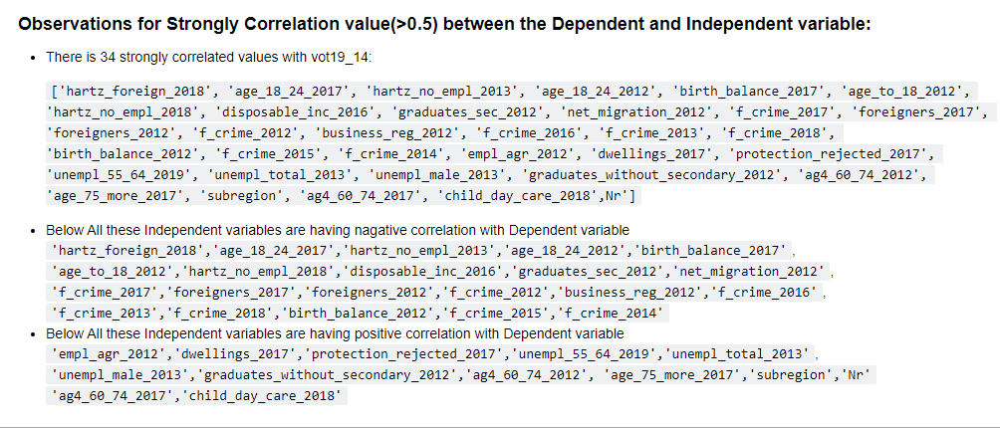 Observations for Strongly Correlation value(>0.5) between the Dependent and Independent variable:
• There is 34 strongly correlated values with vot19_14:
['hartz_foreign_2018', 'age_18_24_2017', 'hartz_no_empl_2013', 'age_18_24_2012', 'birth_balance_2017', 'age_to_18_2012',
'hartz_no_empl_2018', 'disposable_inc_2016', 'graduates_sec_2012', 'net_migration_2012', 'f_crime_2017', 'foreigners_2017',
'foreigners_2012', 'f_crime_2012', 'business_reg_2012', 'f_crime_2016', 'f_crime_2013', 'f_crime_2018',
'birth_balance_2012', 'f_crime_2015', 'f_crime_2014', 'empl_agr_2012', 'dwellings_2017', 'protection_rejected_2017',
'unempl_55_64_2019', 'unempl_total_2013', 'unempl_male_2013', 'graduates_without_secondary_2012', 'ag4_60_74_2012',
'age_75_more_2017', 'subregion', 'ag4_60_74_2017', 'child_day_care_2018',Nr']
• Below All these Independent variables are having nagative correlation with Dependent variable
'hartz_foreign_2018','age_18_24_2017','hartz_no_empl_2013','age_18_24_2012','birth_balance_2017' ,
'age_to_18_2012','hartz_no_empl_2018','disposable_inc_2016','graduates_sec_2012','net_migration_2012' ,
'f_crime_2017','foreigners_2017','foreigners_2012','f_crime_2012','business_reg_2012','f_crime_2016' ,
'f_crime_2013','f_crime_2018','birth_balance_2012','f_crime_2015','f_crime_2014'
• Below All these Independent variables are having positive correlation with Dependent variable
'empl_agr_2012','dwellings_2017','protection_rejected_2017','unempl_55_64_2019','unempl_total_2013' ,
'unempl_male_2013','graduates_without_secondary_2012','ag4_60_74_2012', 'age_75_more_2017','subregion','Nr'
'ag4_60_74_2017','child_day_care_2018'